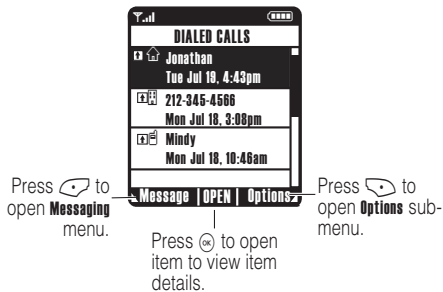 DIALED CALLS
Jonathan
Tue Jul 19, 4:43pm
212-345-4566
Mon Jul 18, 3:08pm
Mindy
Mon Jul 18, 10:46am
Message OPEN Options
Press to
open Messaging
menu.
Press OK to open
item to view item
details.
Press to
open Options sub-
menu.